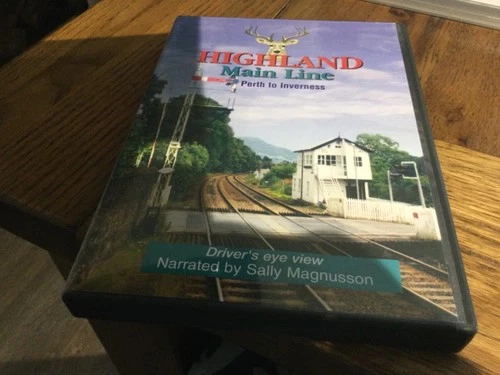 HIGHLAND
Main Line
Perth to Inverness
Driver's eye view
Narrated by Sally Magnusson